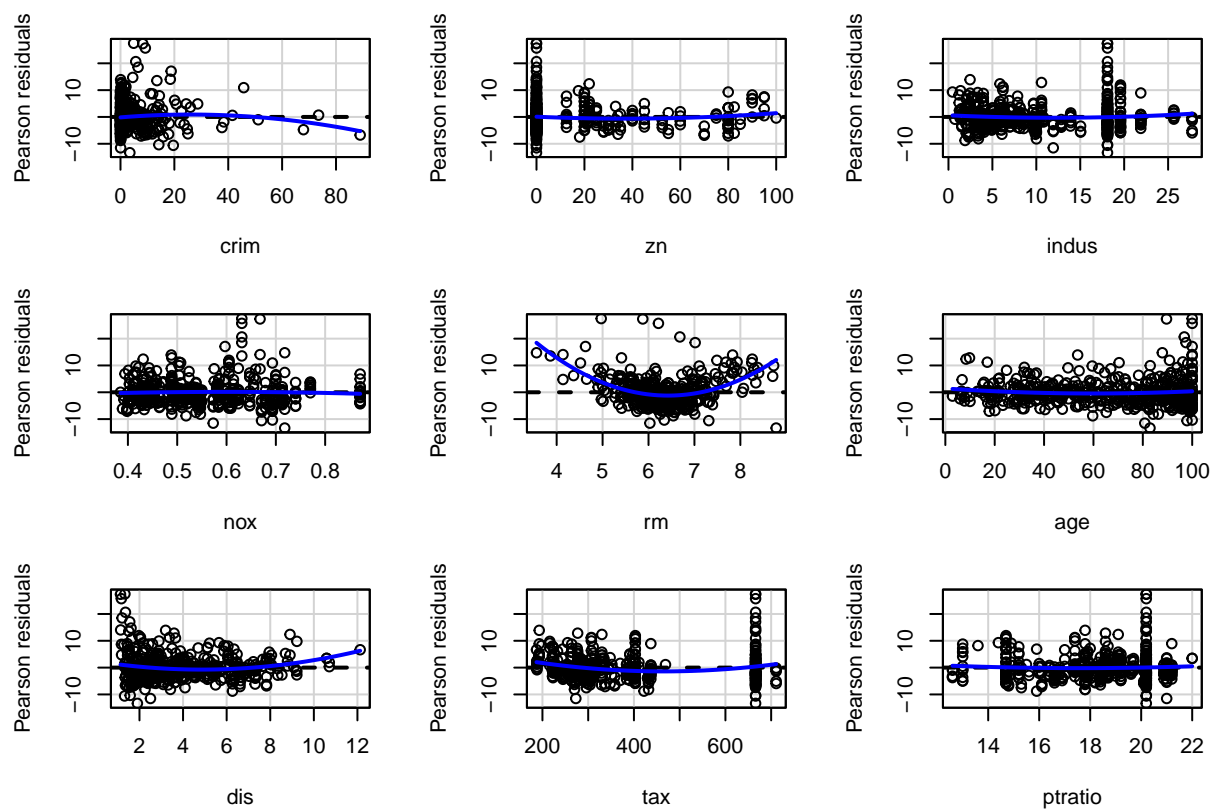 Pearson residuals
10
−10
0 20 40 60 80
crim
Pearson residuals
10
−10
0 20 40 60 80 100
zn
Pearson residuals
10
−10
0 5 10 15 20 25
indus
Pearson residuals
10
−10
0.4 0.5 0.6 0.7 0.8
nox
Pearson residuals
10
−10
4 5 6 7 8
rm
Pearson residuals
10
−10
0 20 40 60 80 100
age
Pearson residuals
10
−10
2 4 6 8 10 12
dis
Pearson residuals
10
−10
200 400 600
tax
Pearson residuals
10
−10
14 16 18 20 22
ptratio